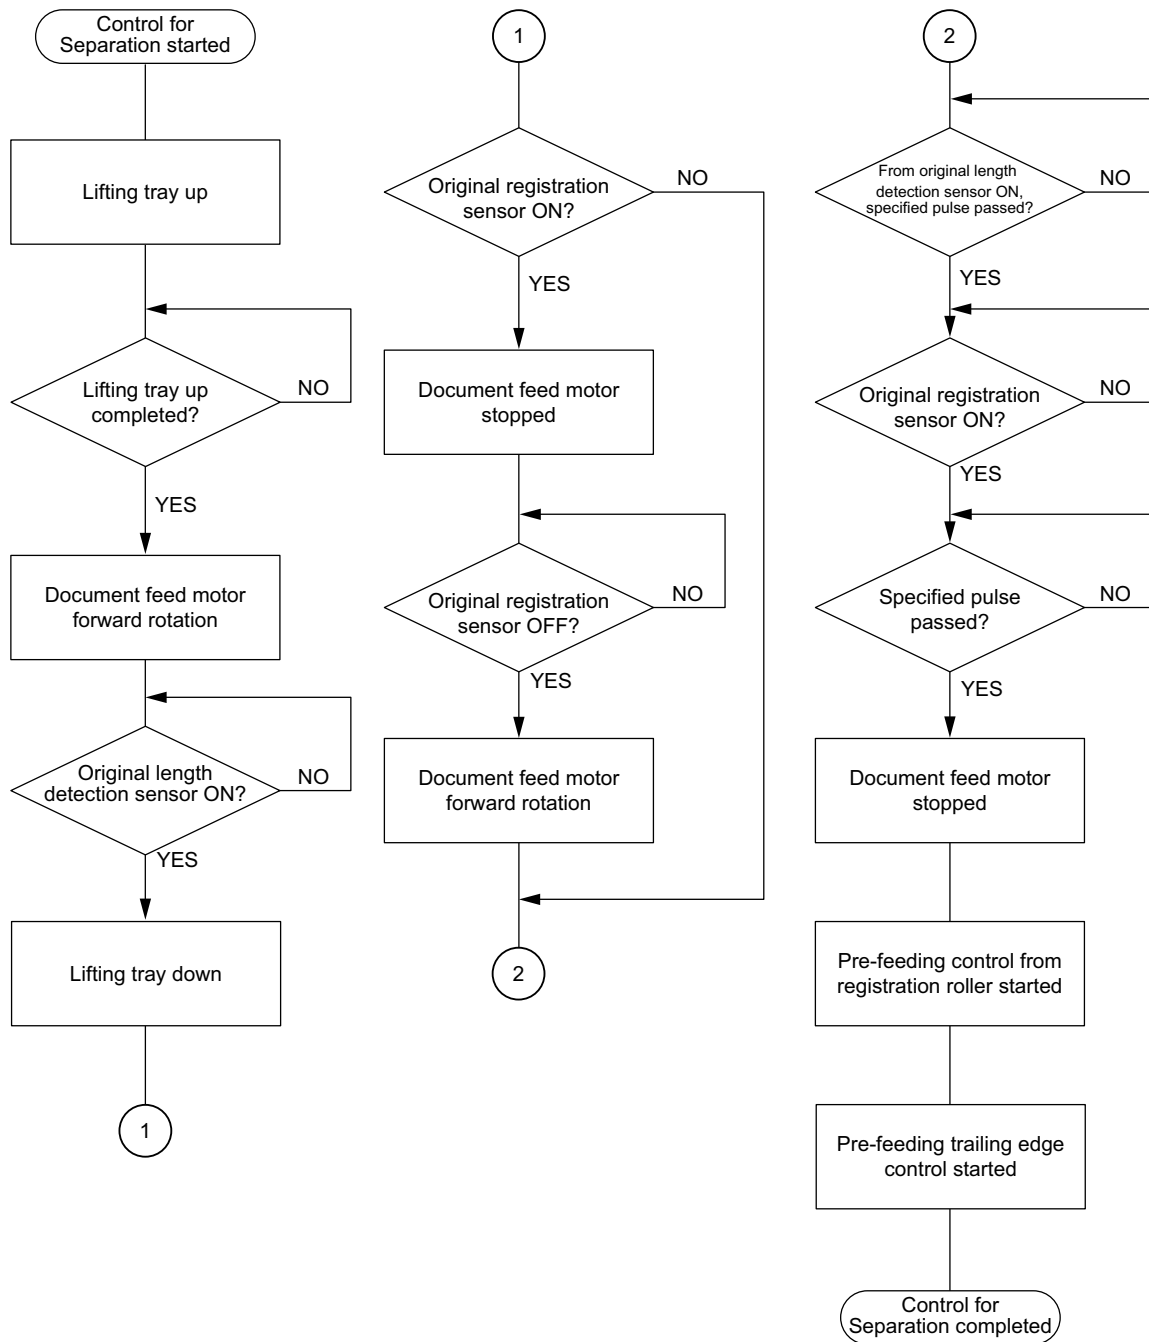 Control for
Separation started
Lifting tray up
Lifting tray up
completed?
NO
YES
Document feed motor
forward rotation
Original length
detection sensor ON?
NO
YES
Lifting tray down
1
1
Original registration
sensor ON?
NO
YES
Document feed motor
stopped
Original registration
sensor OFF?
NO
YES
Document feed motor
forward rotation
2
2
From original length
detection sensor ON,
specified pulse passed?
NO
YES
Original registration
sensor ON?
NO
YES
Specified pulse
passed?
NO
YES
Document feed motor
stopped
Pre-feeding control from
registration roller started
Pre-feeding trailing edge
control started
Control for
Separation completed